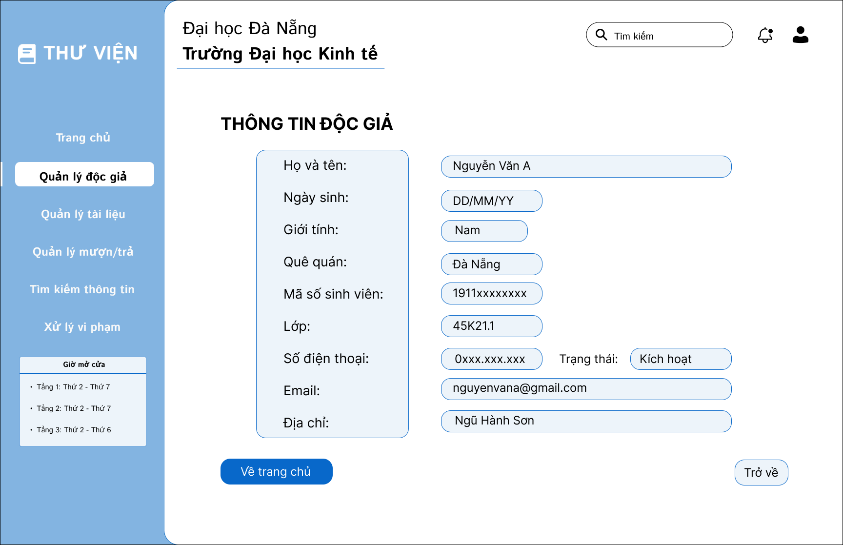 THƯ VIỆN
Trang chủ
Quản lý độc giả
Quản lý tài liệu
Quản lý mượn/trả
Tìm kiếm thông tin
Xử lý vi phạm
Giờ mở cửa
• Tầng 1: Thứ 2 - Thứ 7
• Tầng 2: Thứ 2 - Thứ 7
• Tầng 3: Thứ 2 - Thứ 6
Đại học Đà Nẵng
Trường Đại học Kinh tế
Tìm kiếm
THÔNG TIN ĐỘC GIẢ
Họ và tên: Nguyễn Văn A
Ngày sinh: DD/MM/YY
Giới tính: Nam
Quê quán: Đà Nẵng
Mã số sinh viên: 1911xxxxxxxx
Lớp: 45K21.1
Số điện thoại: 0xxx.xxx.xxx Trạng thái: Kích hoạt
Email: nguyenvana@gmail.com
Địa chỉ: Ngũ Hành Sơn
Về trang chủ Trở về